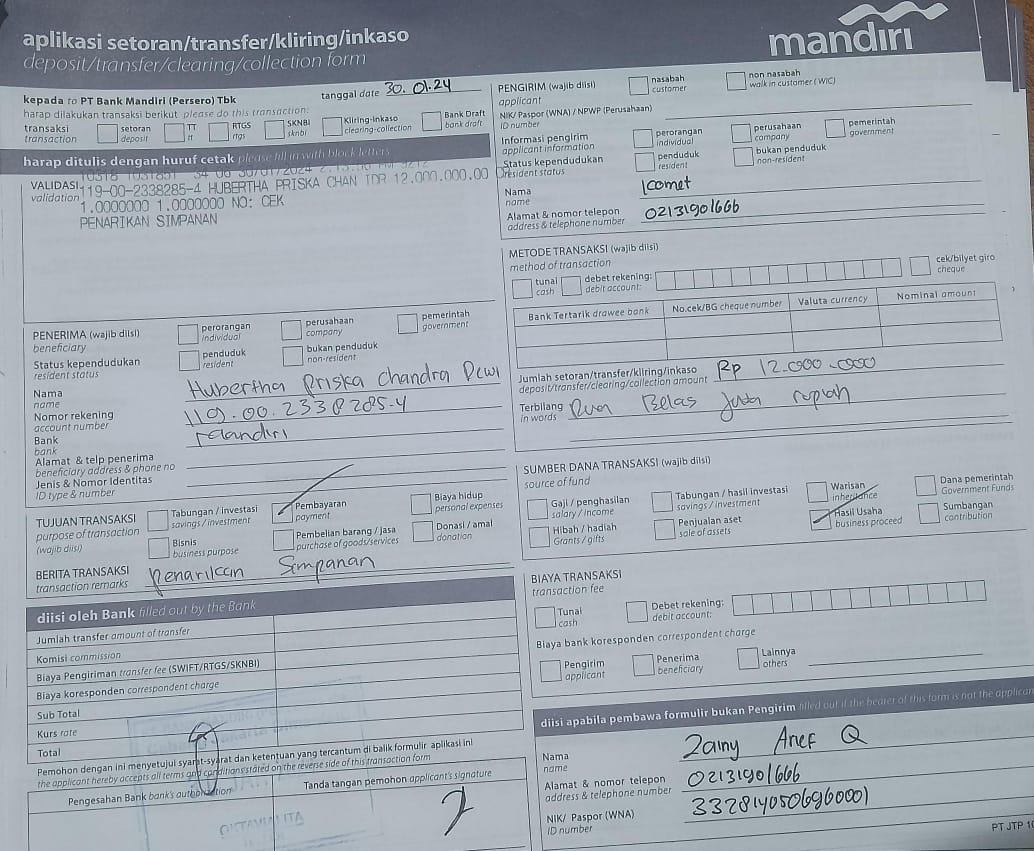 aplikasi setoran/transfer/kliring/inkaso
deposit/transfer/clearing/collection form
mandiri
kepada to PT Bank Mandiri (Persero) Tbk
tanggal date 30. 01.24
harap dilakukan transaksi berikut please do this transaction:
transaksi transaction
setoran deposit
TT tt
RTGS rtgs
SKNBI sknbi
Kliring-inkaso clearing-collection
Bank Draft bank draft
harap ditulis dengan huruf cetak please fill in with block letters
VALIDASI validation
119-00-2338285-4 HUBERTHA PRISKA CHAN IDR 12.000.000.00
1.0000000 1.0000000 NO: CEK
PENARIKAN SIMPANAN
PENGIRIM (wajib diisi) applicant
nasabah customer
non nasabah walk in customer (WIC)
NIK/ Paspor (WNA) / NPWP (Perusahaan)
ID number
Informasi pengirim applicant information
perorangan individual
perusahaan company
pemerintah government
Status kependudukan resident status
penduduk resident
bukan penduduk non-resident
Nama name
Icomet
Alamat & nomor telepon address & telephone number
02131901666
METODE TRANSAKSI (wajib diisi)
method of transaction
tunai cash
debet rekening: debit account:
cek/bilyet giro cheque
Bank Tertarik drawee bank
No.cek/BG cheque number
Valuta currency
Nominal amount
Jumlah setoran/transfer/kliring/inkaso
deposit/transfer/clearing/collection amount
Rp 12.000.000
Terbilang in words
Dua Belas Juta rupiah
PENERIMA (wajib diisi) beneficiary
perorangan individual
perusahaan company
pemerintah government
Status kependudukan resident status
penduduk resident
bukan penduduk non-resident
Nama name
Hubertha Priska Chandra Dewi
Nomor rekening account number
119.00.2338285-4
Bank bank
Mandiri
Alamat & telp penerima
beneficiary address & phone no
Jenis & Nomor Identitas
ID type & number
TUJUAN TRANSAKSI
purpose of transaction
(wajib diisi)
Tabungan / investasi savings / investment
Pembayaran payment
Biaya hidup personal expenses
Bisnis business purpose
Pembelian barang / jasa purchase of goods/services
Donasi / amal donation
BERITA TRANSAKSI
transaction remarks
Penarikan Simpanan
SUMBER DANA TRANSAKSI (wajib diisi)
source of fund
Gaji / penghasilan salary / income
Tabungan / hasil investasi savings / investment
Warisan inheritance
Dana pemerintah Government Funds
Hibah / hadiah Grants / gifts
Penjualan aset sale of assets
Hasil Usaha business proceed
Sumbangan contribution
BIAYA TRANSAKSI
transaction fee
Tunai cash
Debet rekening: debit account:
Biaya bank koresponden correspondent charge
Pengirim applicant
Penerima beneficiary
Lainnya others
diisi oleh Bank filled out by the Bank
Jumlah transfer amount of transfer
Komisi commission
Biaya Pengiriman transfer fee (SWIFT/RTGS/SKNBI)
Biaya koresponden correspondent charge
Sub Total
Kurs rate
Total
Pemohon dengan ini menyetujui syarat-syarat dan ketentuan yang tercantum di balik formulir aplikasi ini
the applicant hereby accepts all terms and conditions stated on the reverse side of this transaction form
Pengesahan Bank bank's authorization
Tanda tangan pemohon applicant's signature
diisi apabila pembawa formulir bukan Pengirim filled out if the bearer of this form is not the applican
Nama name
Zainy Aref Q
Alamat & nomor telepon address & telephone number
02131901666
NIK/ Paspor (WNA)
ID number
3328140506960001
PT JTP 10